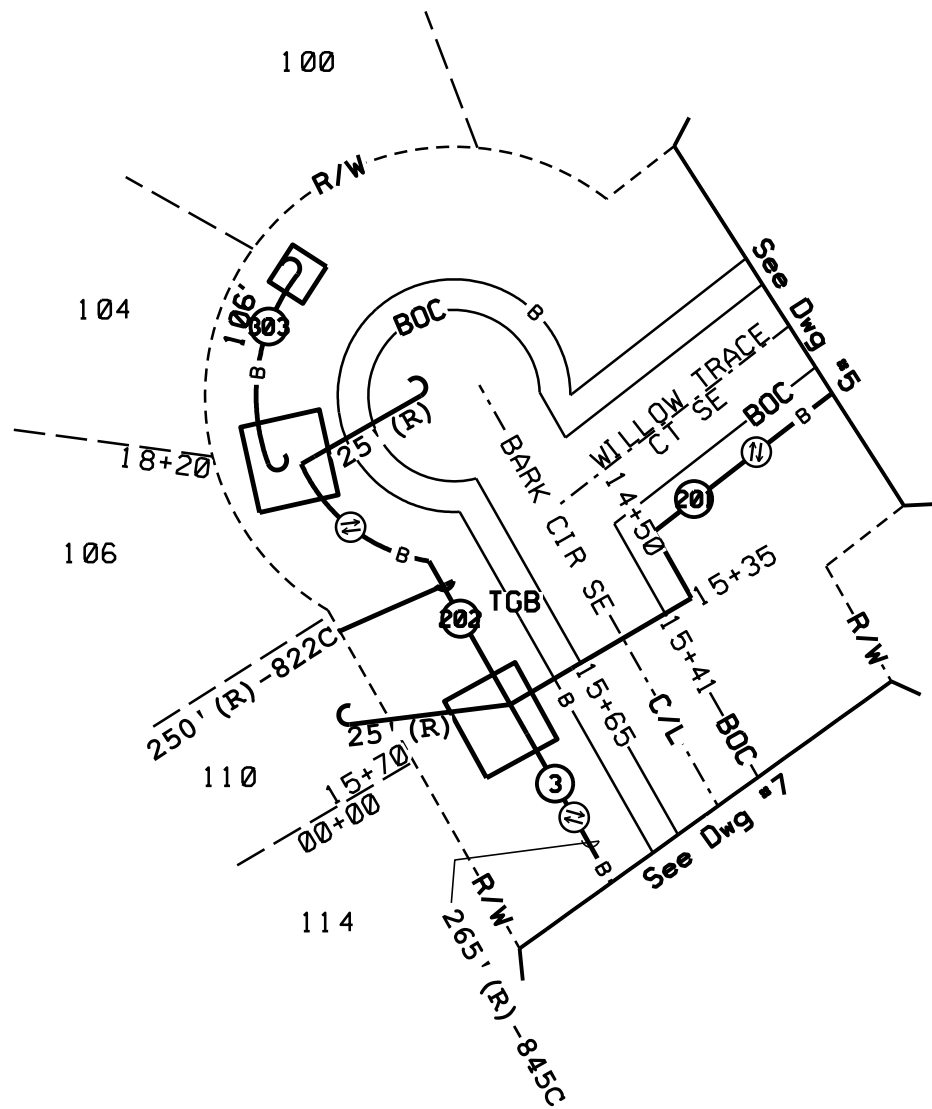 100
R/W
104
106'
303
B
BOC
B
See Dwg #5
WILLOW TRACE
CT SE
BOC
B
201
25 (R)
18+20
BARK CIR SE
14+50
106
B
TGB
202
15+35
R/W
250' (R) -822C
15+41
BOC
15+65
B
C/L
25' (R)
110
15+70
00+00
3
See Dwg #7
B
R/W
114
265' (R) -845C